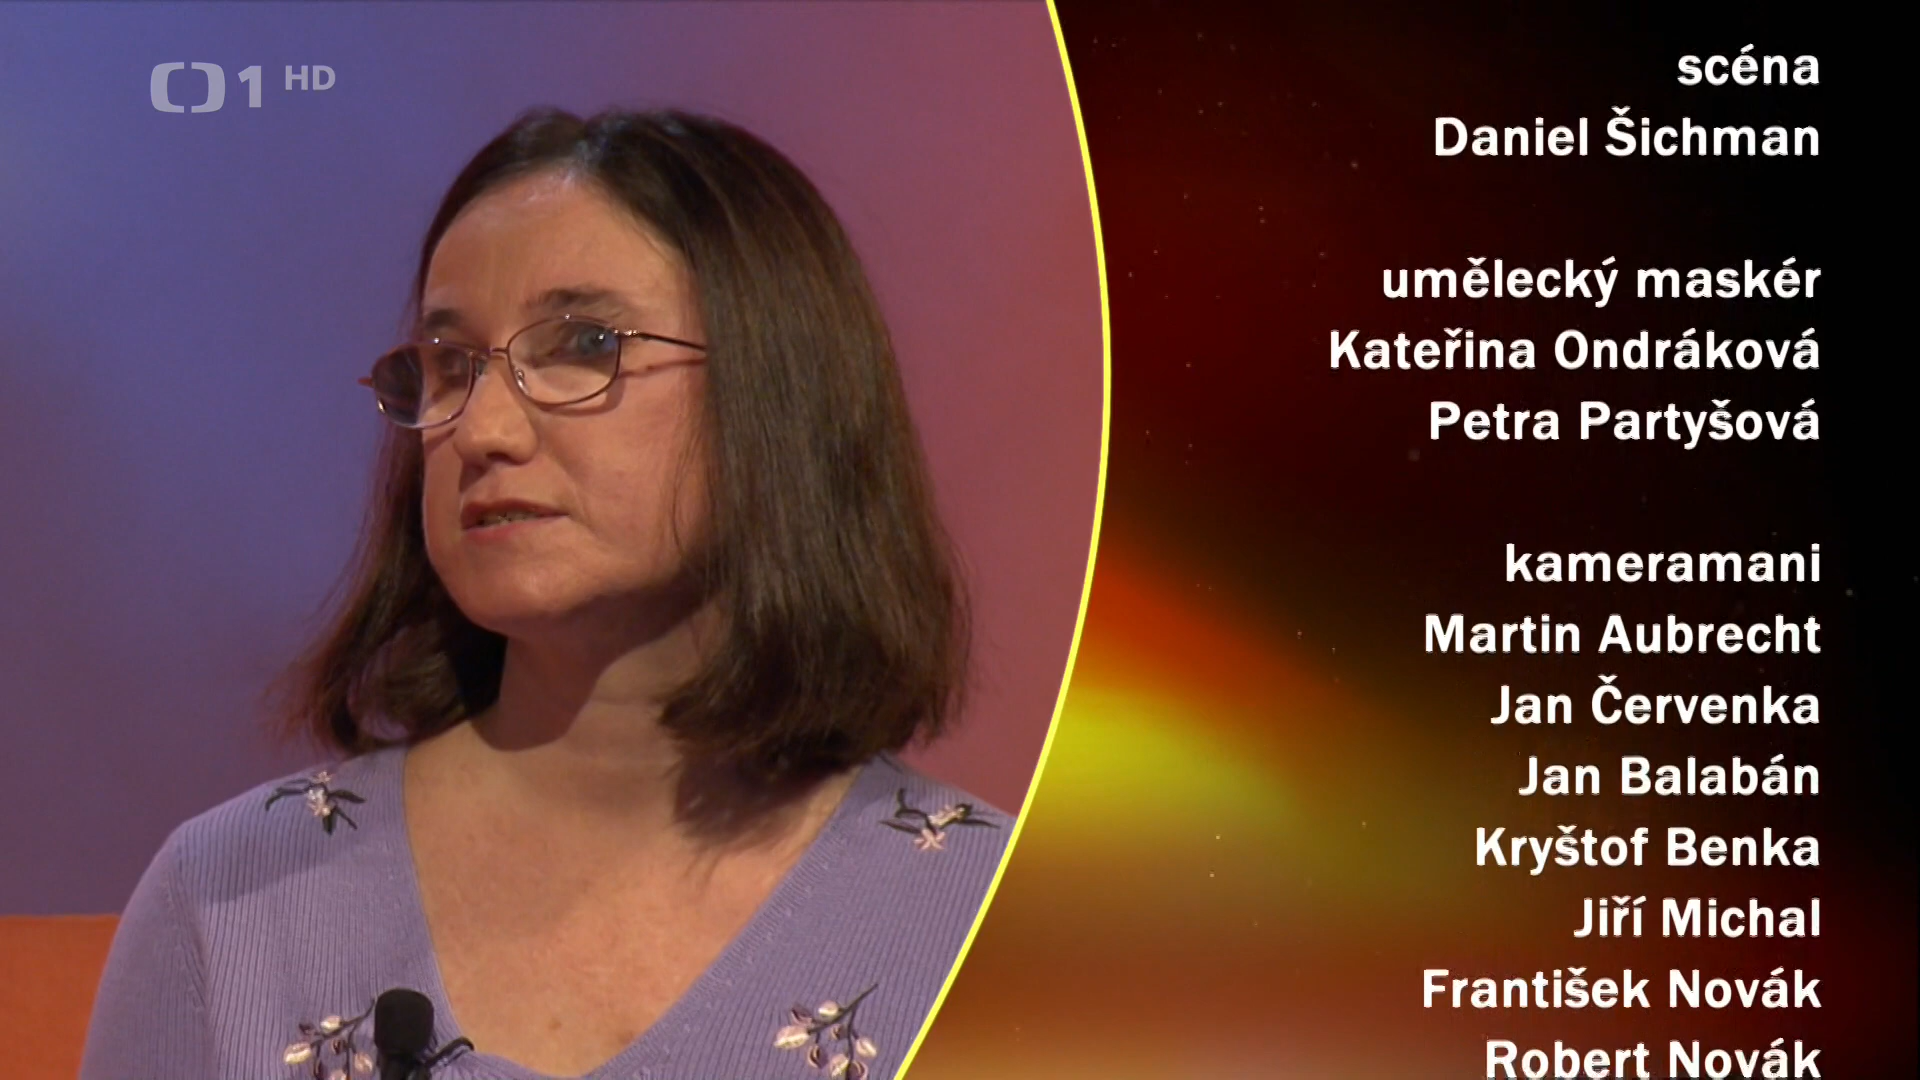 1 HD
scéna
Daniel Šichman
umělecký maskér
Kateřina Ondráková
Petra Partyšová
kameramani
Martin Aubrecht
Jan Červenka
Jan Balabán
Kryštof Benka
Jiří Michal
František Novák
Robert Novák